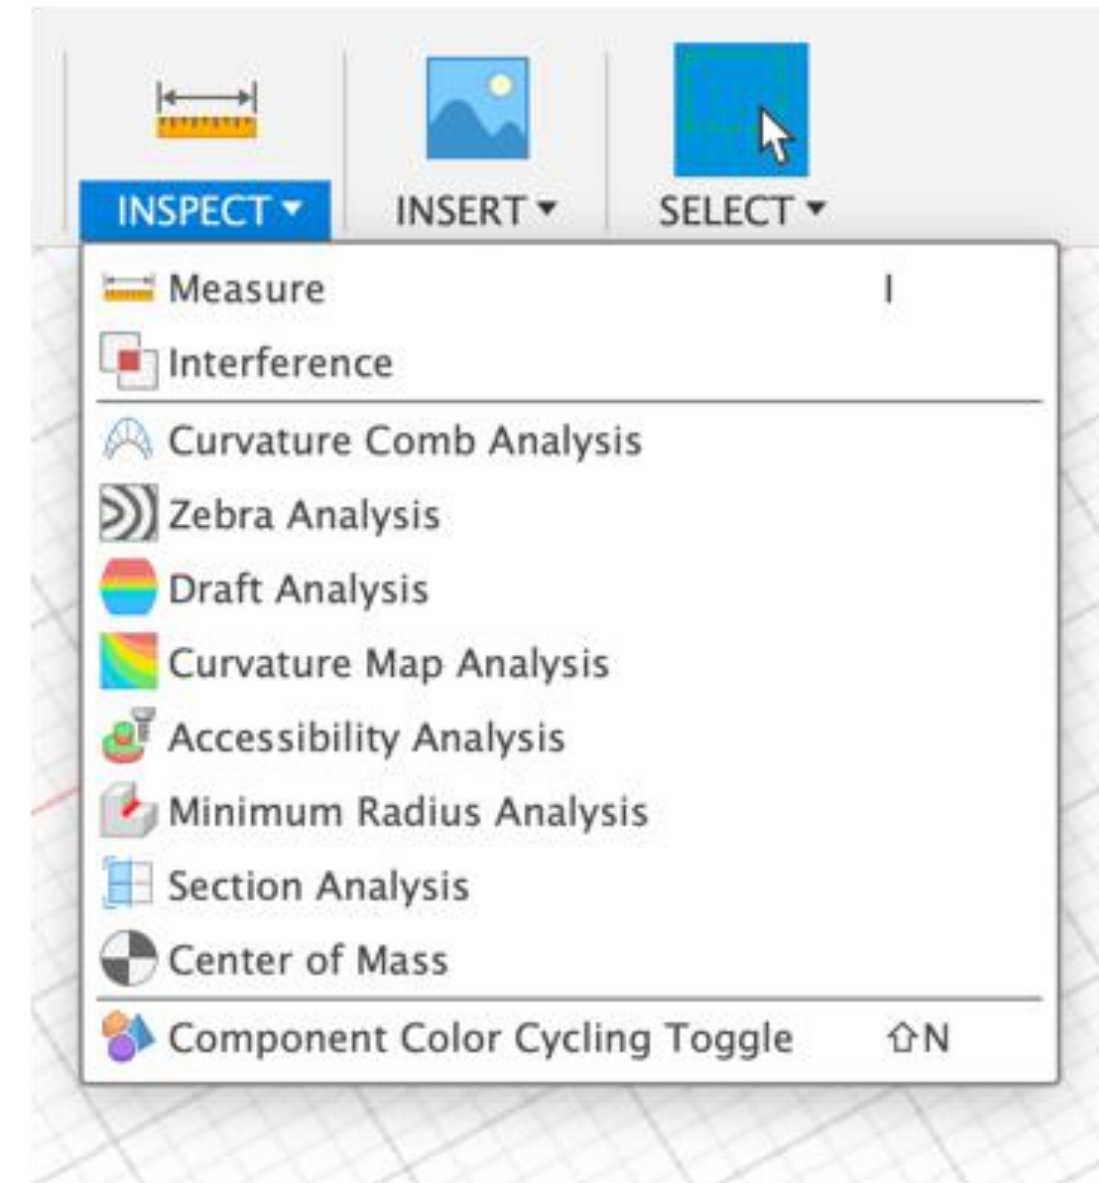 INSPECT INSERT SELECT
Measure I
Interference
Curvature Comb Analysis
Zebra Analysis
Draft Analysis
Curvature Map Analysis
Accessibility Analysis
Minimum Radius Analysis
Section Analysis
Center of Mass
Component Color Cycling Toggle ⇧N